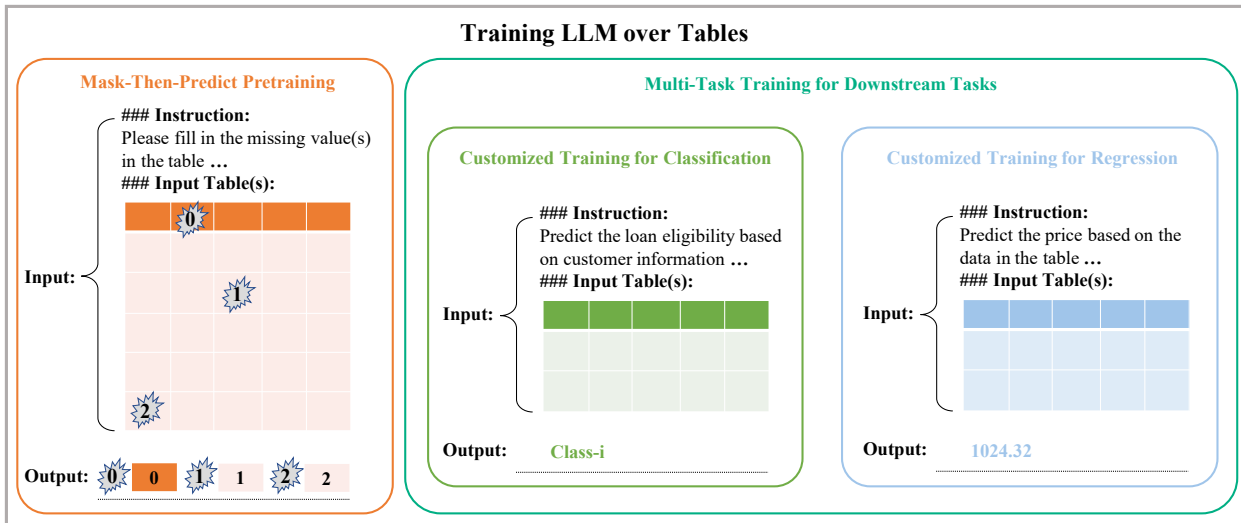 Training LLM over Tables
Mask-Then-Predict Pretraining
### Instruction:
Please fill in the missing value(s)
in the table ...
### Input Table(s):
0
Input:
1
2
Output:
0 0 1 1 2 2
Multi-Task Training for Downstream Tasks
Customized Training for Classification
### Instruction:
Predict the loan eligibility based
on customer information ...
### Input Table(s):
Input:
Output:
Class-i
Customized Training for Regression
### Instruction:
Predict the price based on the
data in the table ...
### Input Table(s):
Input:
Output:
1024.32